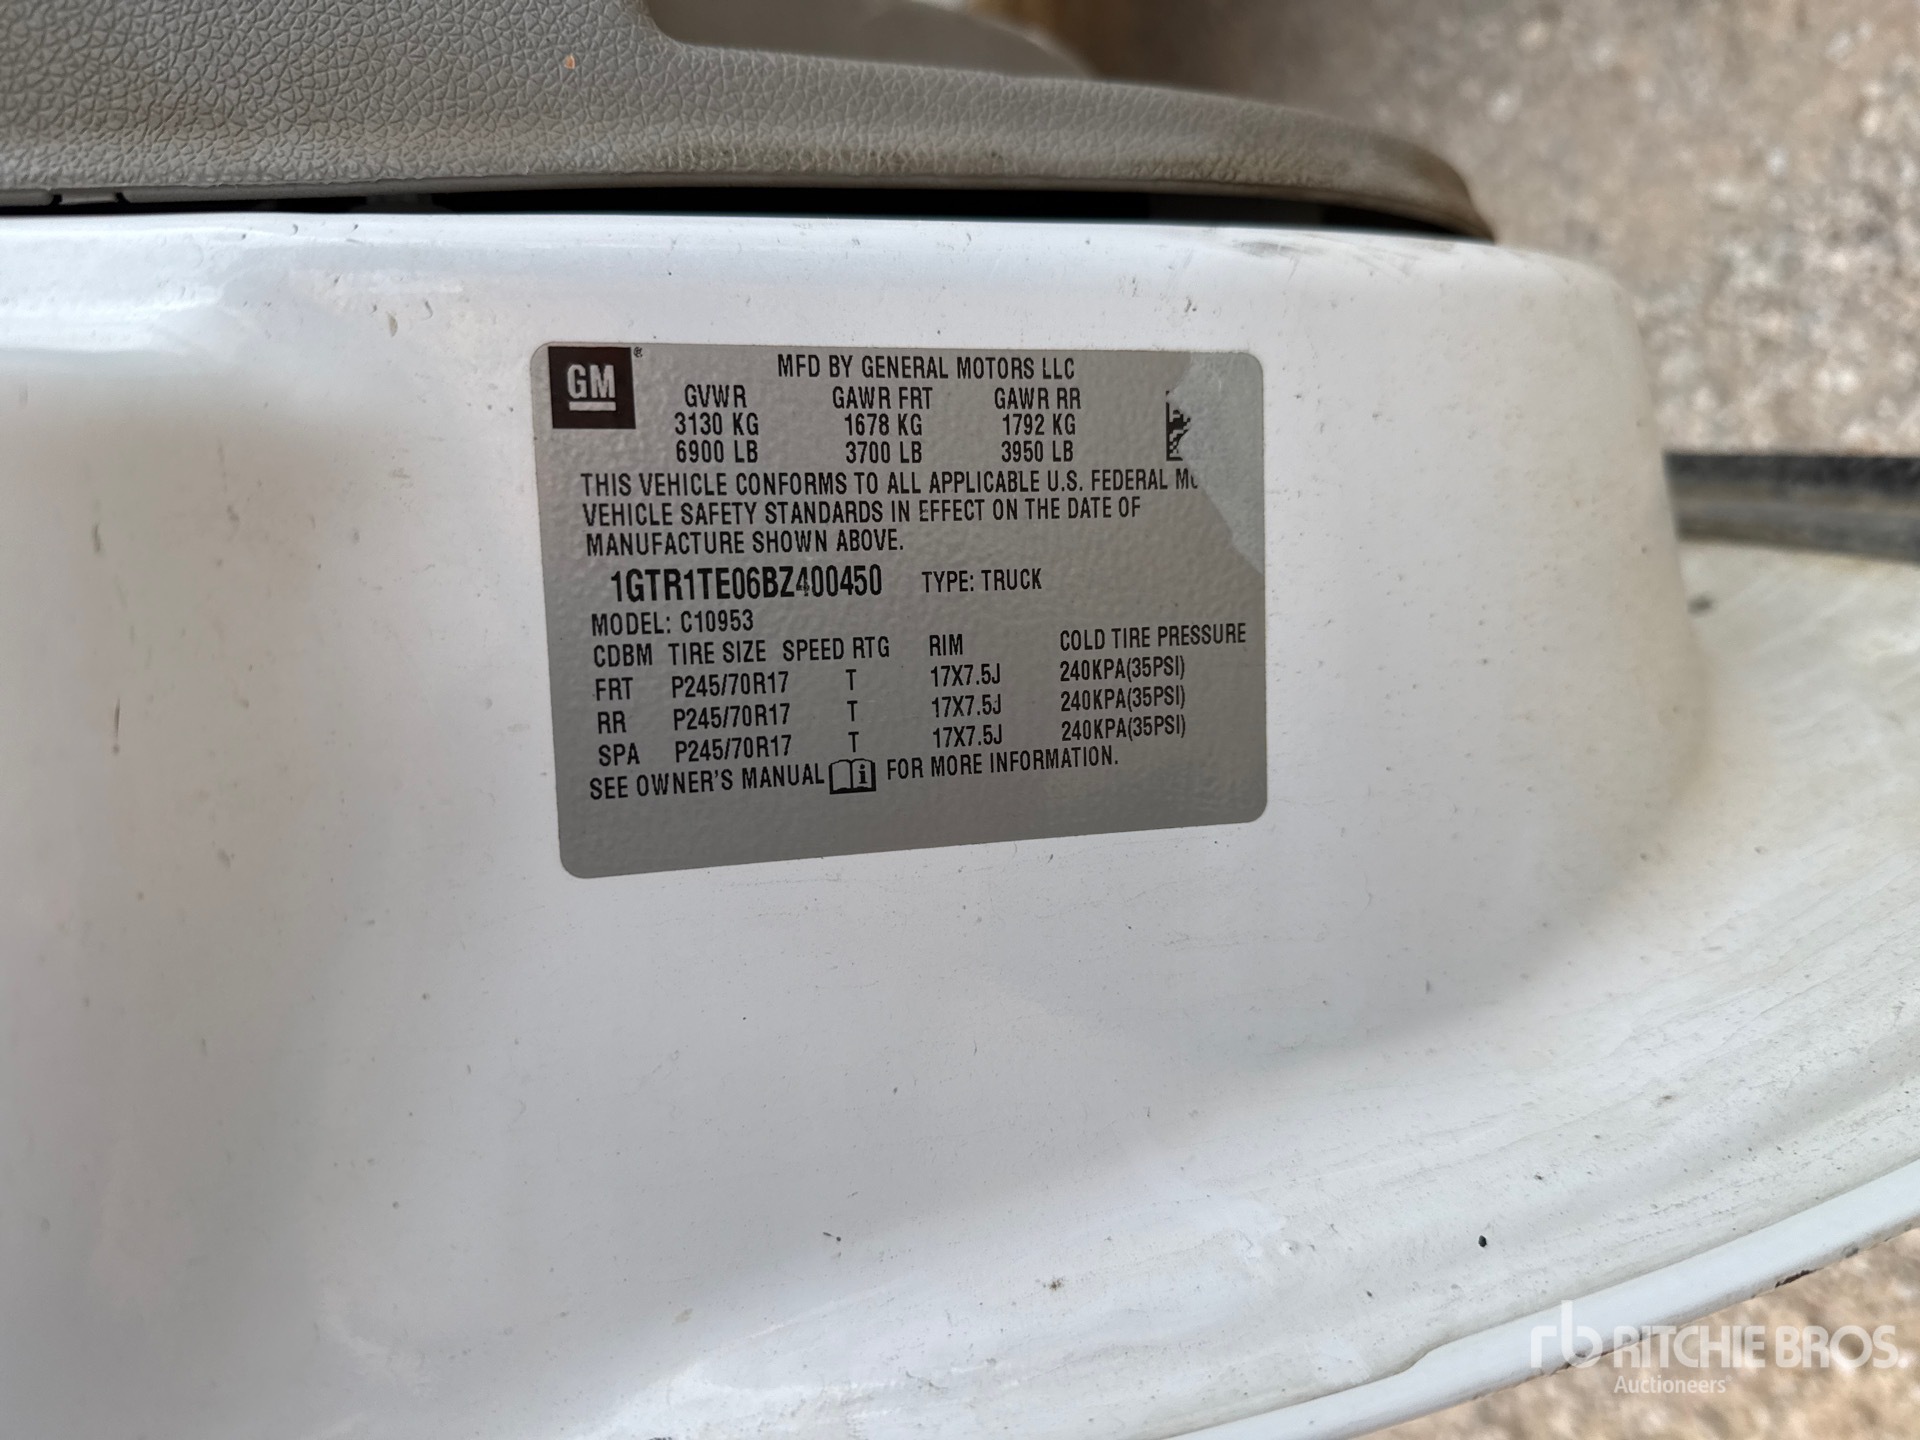 GM ®
MFD BY GENERAL MOTORS LLC
GVWR GAWR FRT GAWR RR
3130 KG 1678 KG 1792 KG
6900 LB 3700 LB 3950 LB
THIS VEHICLE CONFORMS TO ALL APPLICABLE U.S. FEDERAL
VEHICLE SAFETY STANDARDS IN EFFECT ON THE DATE OF
MANUFACTURE SHOWN ABOVE.
1GTR1TE06BZ400450 TYPE: TRUCK
MODEL: C10953
CDBM TIRE SIZE SPEED RTG RIM COLD TIRE PRESSURE
FRT P245/70R17 T 17X7.5J 240KPA(35PSI)
RR P245/70R17 T 17X7.5J 240KPA(35PSI)
SPA P245/70R17 T 17X7.5J 240KPA(35PSI)
SEE OWNER'S MANUAL i FOR MORE INFORMATION.
rb RITCHIE BROS.
Auctioneers